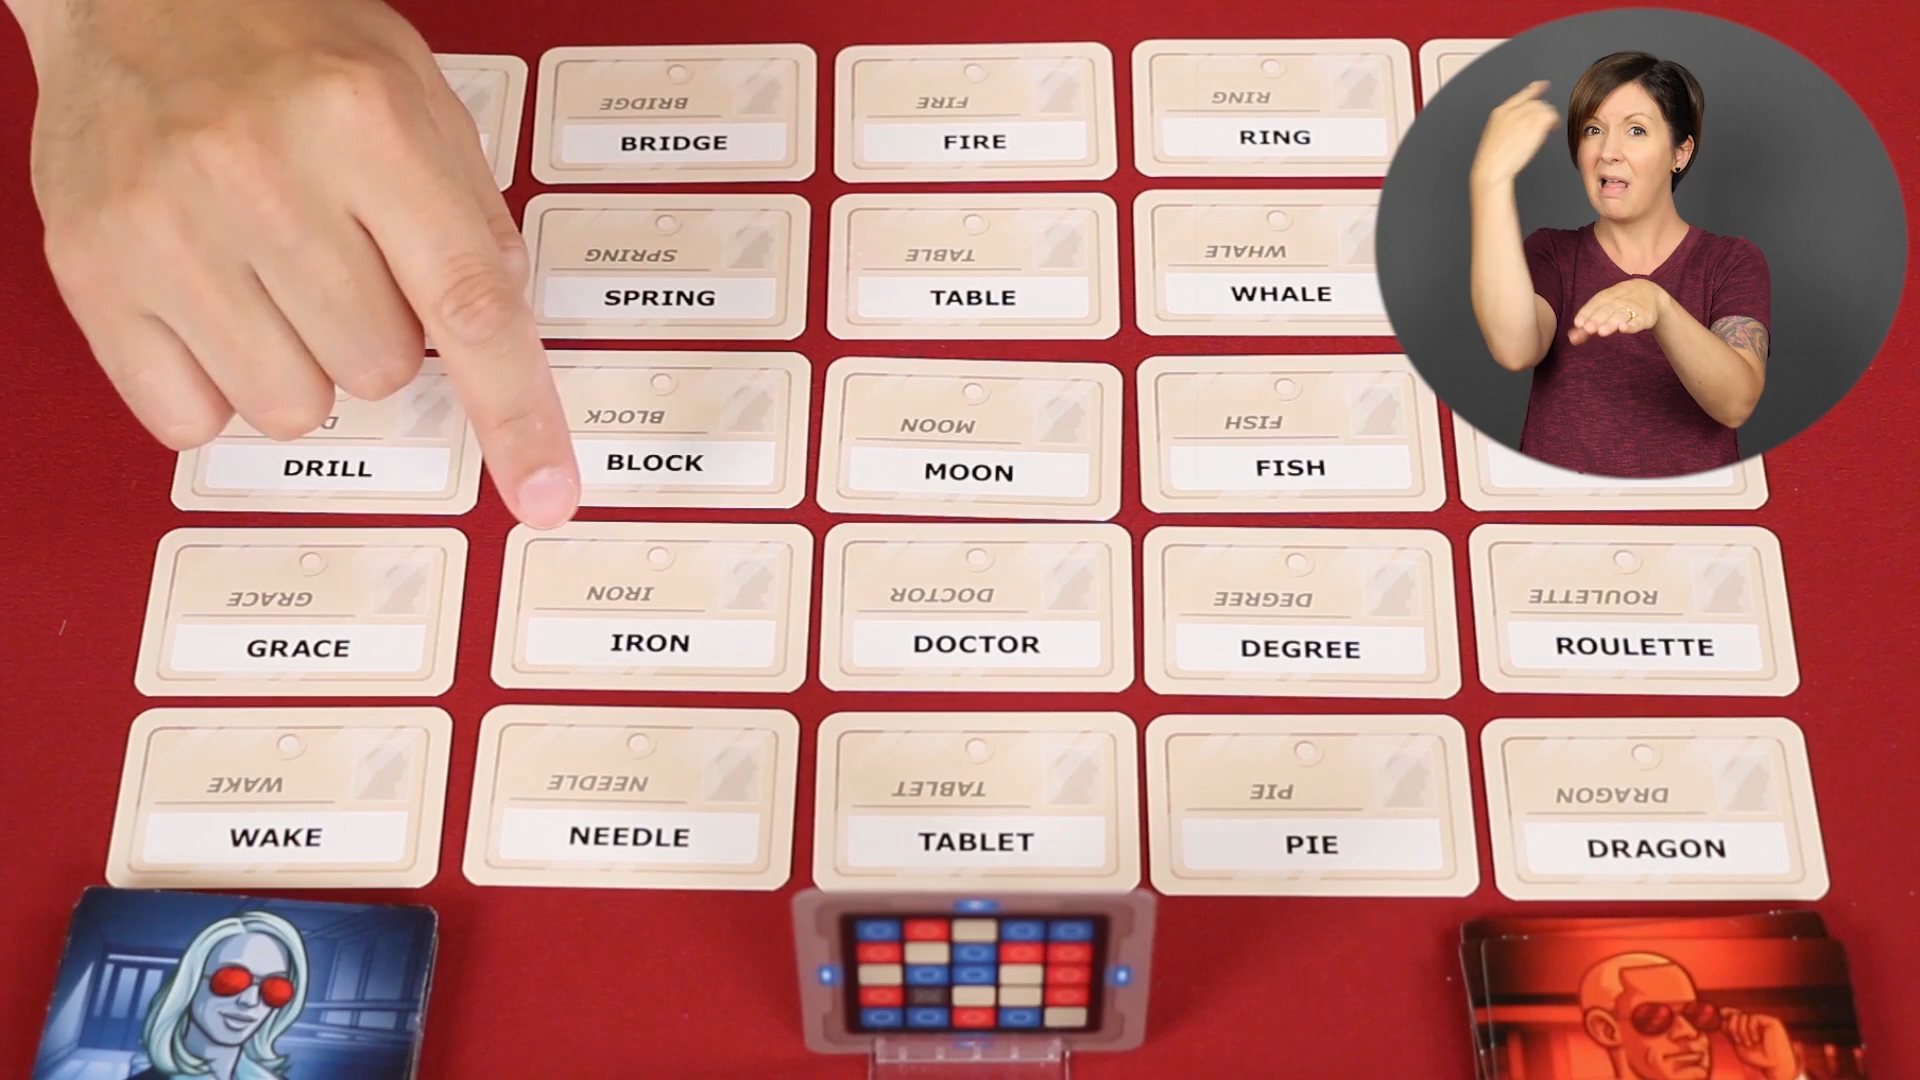 BRIDGE
BRIDGE
FIRE
FIRE
RING
RING
SPRING
SPRING
TABLE
TABLE
WHALE
WHALE
DRILL
BLOCK
BLOCK
MOON
MOON
FISH
FISH
GRACE
GRACE
IRON
IRON
DOCTOR
DOCTOR
DEGREE
DEGREE
ROULETTE
ROULETTE
WAKE
WAKE
NEEDLE
NEEDLE
TABLET
TABLET
PIE
PIE
DRAGON
DRAGON